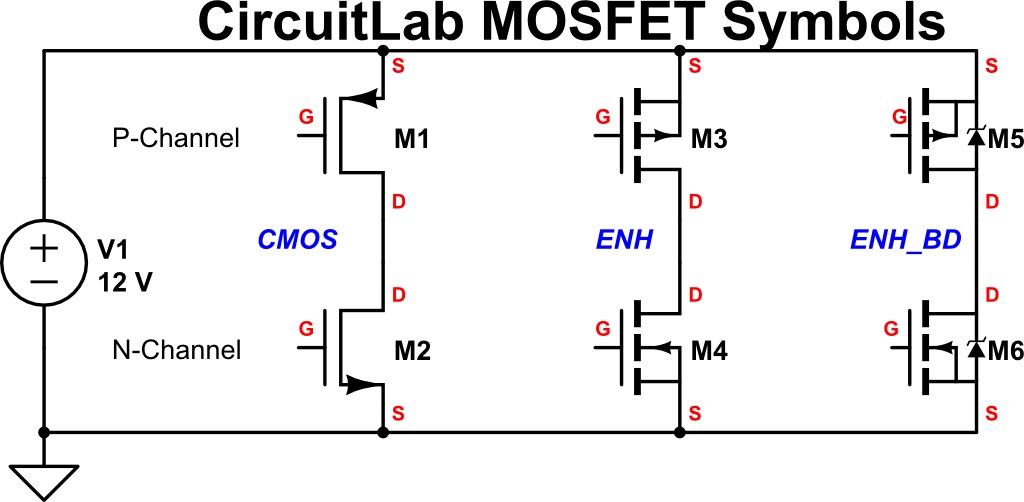 CircuitLab MOSFET Symbols
S S S
G G G
P-Channel M1 M3 M5
D D D
CMOS ENH ENH_BD
+
V1
−
12 V
D D D
G G G
N-Channel M2 M4 M6
S S S